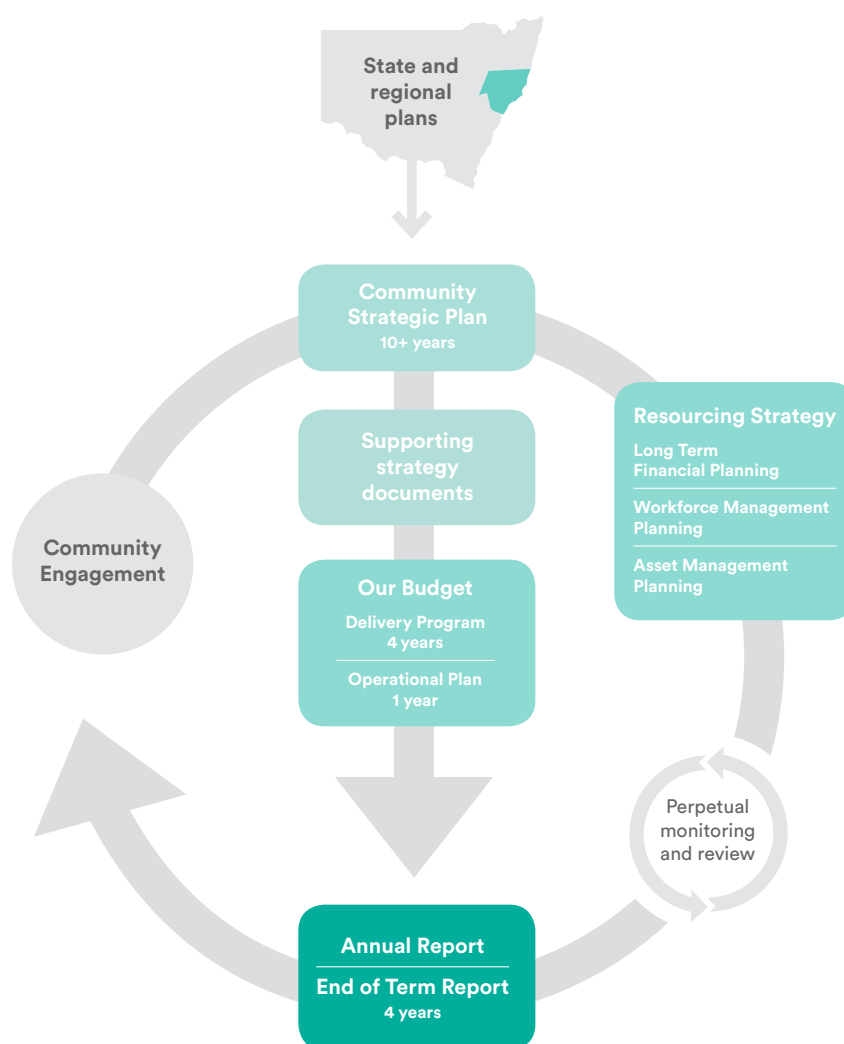 State and
regional
plans
Community
Strategic Plan
10+ years
Supporting
strategy
documents
Our Budget
Delivery Program
4 years
Operational Plan
1 year
Resourcing Strategy
Long Term
Financial Planning
Workforce Management
Planning
Asset Management
Planning
Community
Engagement
Perpetual
monitoring
and review
Annual Report
End of Term Report
4 years